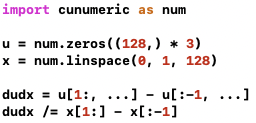 import cunumeric as num
u = num.zeros((128,) * 3)
x = num.linspace(0, 1, 128)
dudx = u[1:, ...] - u[:-1, ...]
dudx /= x[1:] - x[:-1]